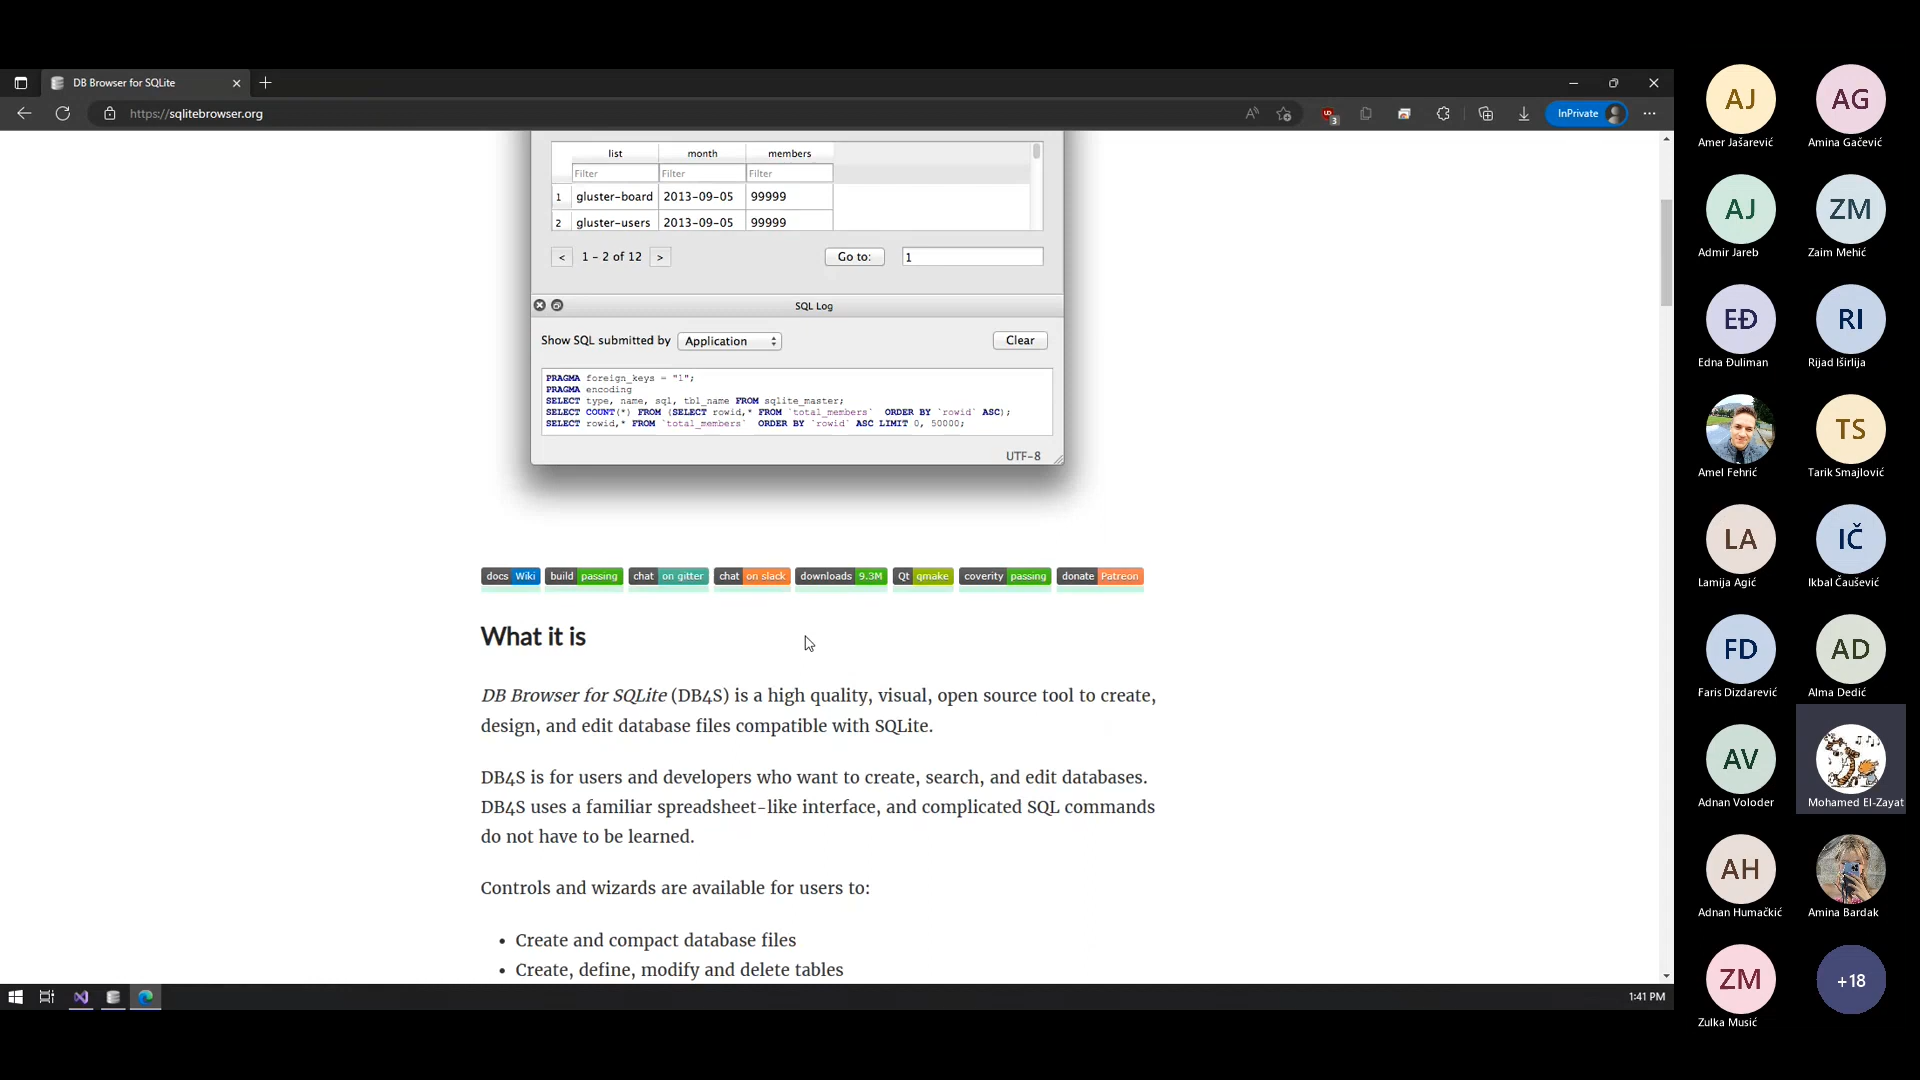 DB Browser for SQLite
https://sqlitebrowser.org
3
InPrivate
list month members
Filter Filter Filter
1 gluster-board 2013-09-05 99999
2 gluster-users 2013-09-05 99999
< 1 - 2 of 12 > Go to: 1
SQL Log
Show SQL submitted by Application Clear
PRAGMA foreign_keys = "1";
PRAGMA encoding
SELECT type, name, sql, tbl_name FROM sqlite_master;
SELECT COUNT(*) FROM (SELECT rowid,* FROM `total_members` ORDER BY `rowid` ASC);
SELECT rowid,* FROM `total_members` ORDER BY `rowid` ASC LIMIT 0, 50000;
UTF-8
docs Wiki build passing chat on gitter chat on slack downloads 9.3M Qt qmake coverity passing donate Patreon
What it is
DB Browser for SQLite (DB4S) is a high quality, visual, open source tool to create,
design, and edit database files compatible with SQLite.
DB4S is for users and developers who want to create, search, and edit databases.
DB4S uses a familiar spreadsheet-like interface, and complicated SQL commands
do not have to be learned.
Controls and wizards are available for users to:
• Create and compact database files
• Create, define, modify and delete tables
1:41 PM
AJ AG
Amer Jašarević Amina Gačević
AJ ZM
Admir Jareb Zaim Mehić
EĐ RI
Edna Đuliman Rijad Iširlija
TS
Amel Fehrić Tarik Smajlović
LA IČ
Lamija Agić Ikbal Čaušević
FD AD
Faris Dizdarević Alma Dedić
AV
Adnan Voloder Mohamed El-Zayat
AH
Adnan Humačkić Amina Bardak
ZM +18
Zulka Musić